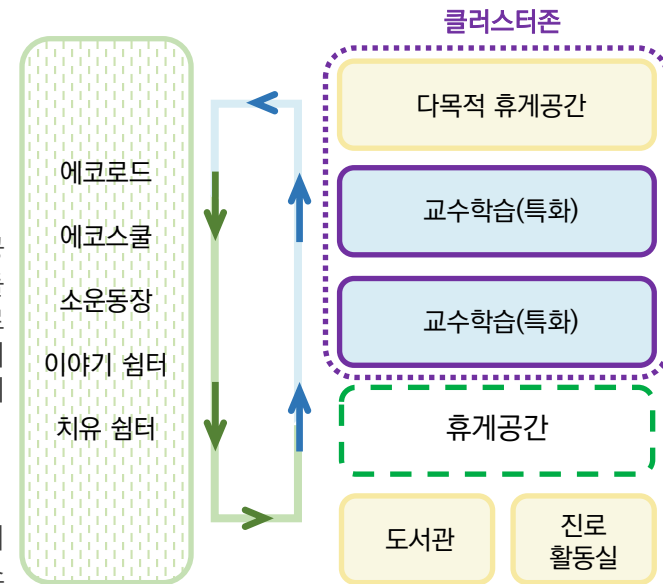 클러스터존
에코로드
에코스쿨
소운동장
이야기 쉼터
치유 쉼터
다목적 휴게공간
교수학습(특화)
교수학습(특화)
휴게공간
도서관
진로
활동실